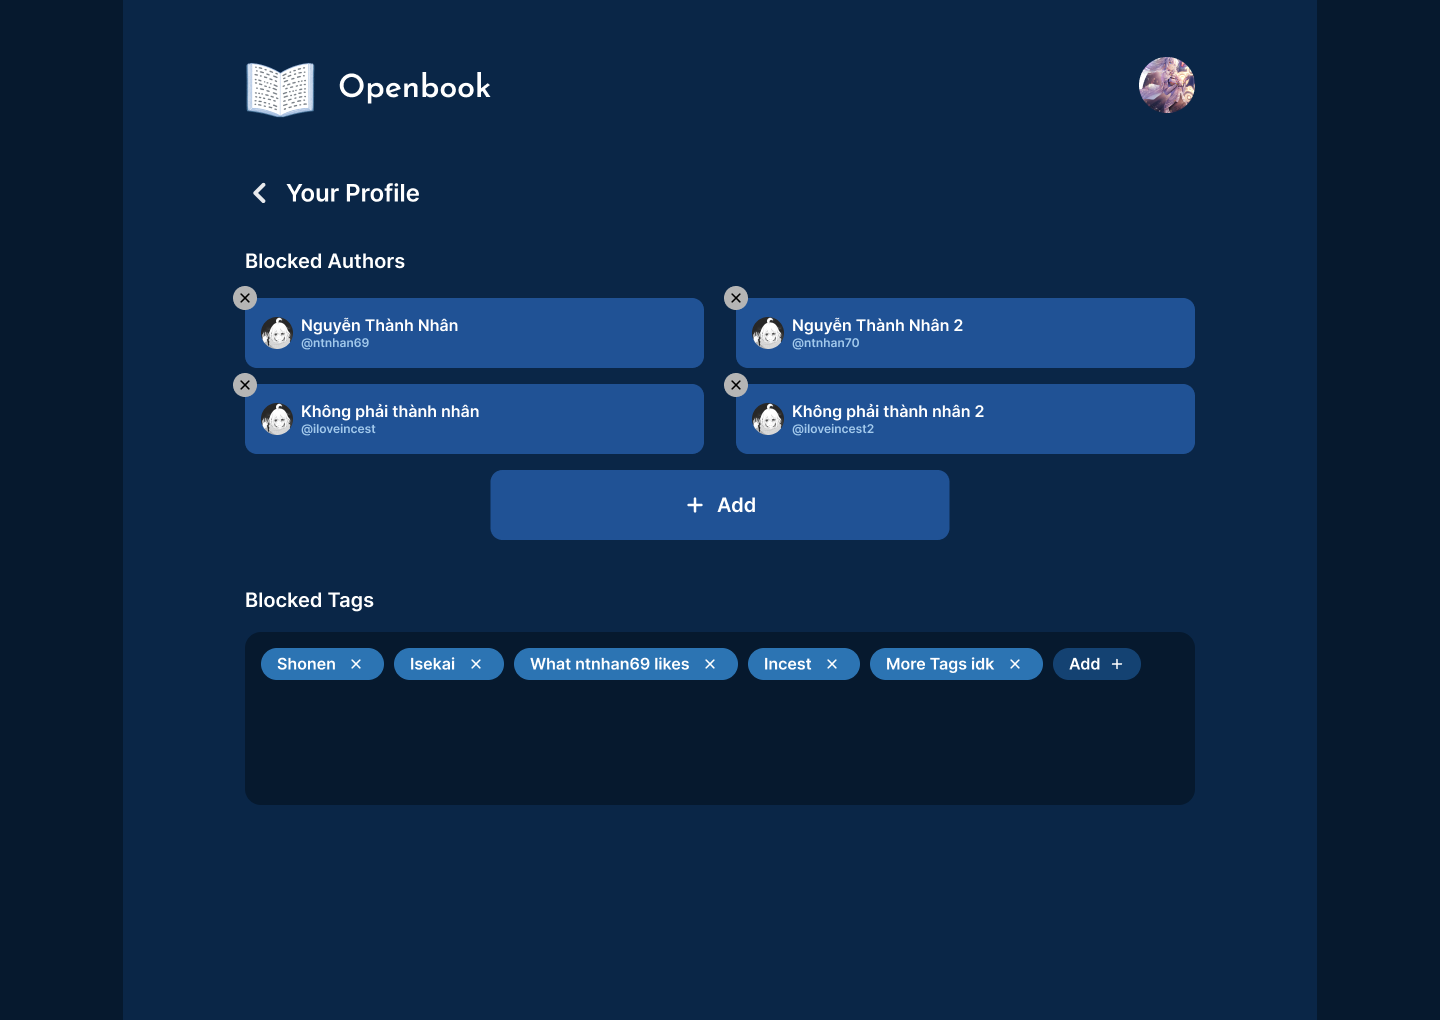 Openbook
Your Profile
Blocked Authors
Nguyễn Thành Nhân
@ntnhan69
Nguyễn Thành Nhân 2
@ntnhan70
Không phải thành nhân
@iloveincest
Không phải thành nhân 2
@iloveincest2
Add
Blocked Tags
Shonen Isekai What ntnhan69 likes Incest More Tags idk Add